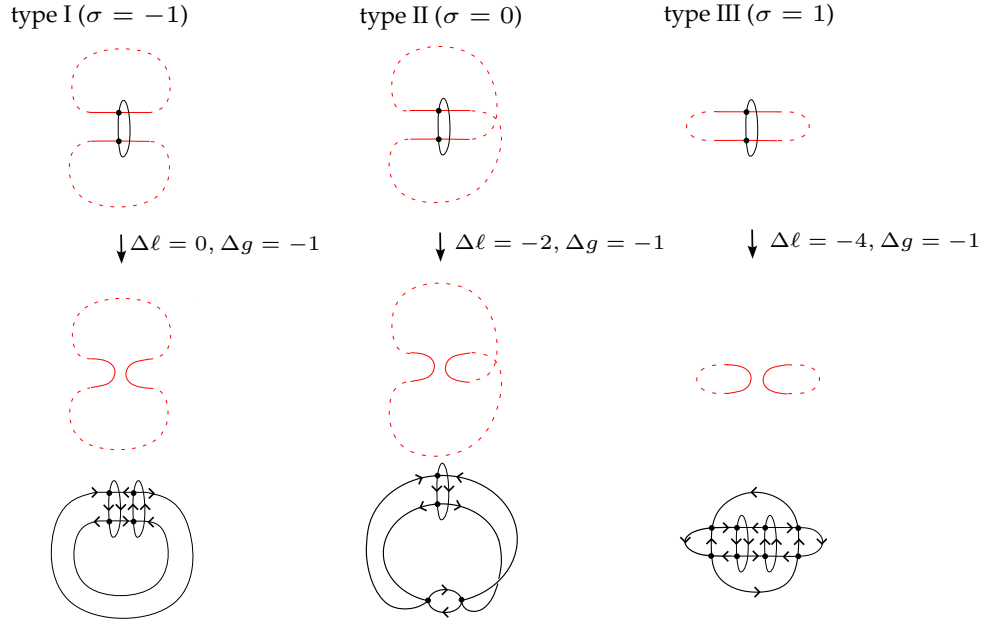 type I (σ = −1) type II (σ = 0) type III (σ = 1)
Δℓ = 0, Δg = −1 Δℓ = −2, Δg = −1 Δℓ = −4, Δg = −1